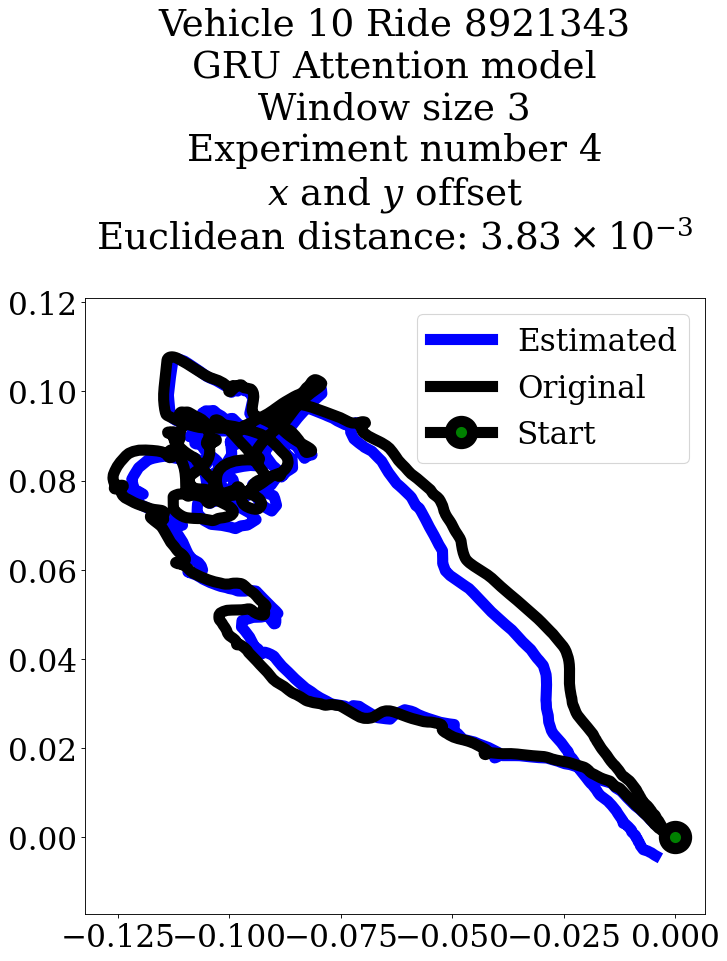 Vehicle 10 Ride 8921343
GRU Attention model
Window size 3
Experiment number 4
x and y offset
Euclidean distance: 3.83 × 10⁻³
0.12
Estimated
Original
Start
0.10
0.08
0.06
0.04
0.02
0.00
−0.125 −0.100 −0.075 −0.050 −0.025 0.000